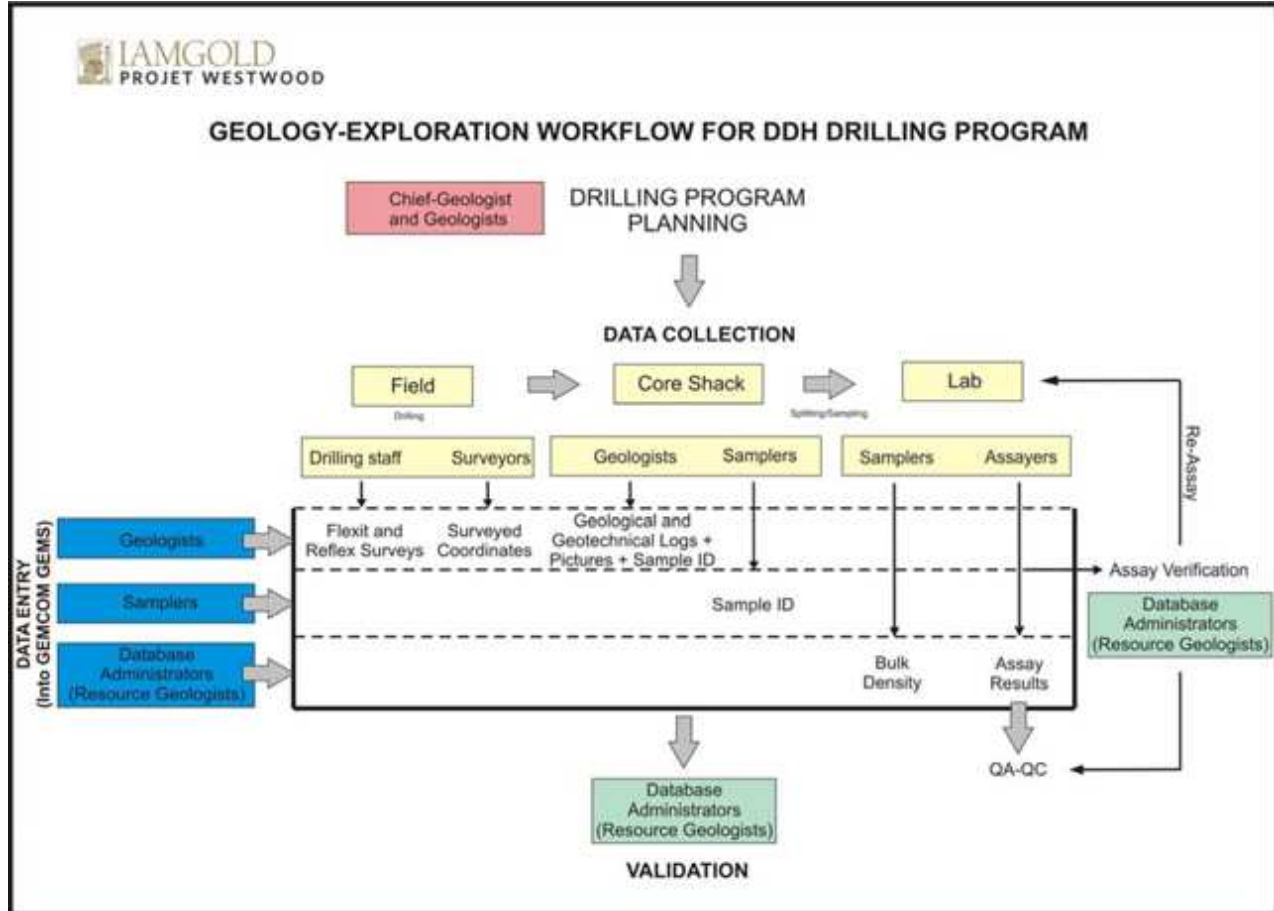 IAMGOLD
PROJET WESTWOOD
GEOLOGY-EXPLORATION WORKFLOW FOR DDH DRILLING PROGRAM
Chief-Geologist
and Geologists
DRILLING PROGRAM
PLANNING
DATA COLLECTION
Field
Core Shack
Lab
Drilling
Splitting/Sampling
Drilling staff
Surveyors
Geologists
Samplers
Samplers
Assayers
Re-Assay
DATA ENTRY
(Into GEMCOM GEMS)
Geologists
Flexit and
Reflex Surveys
Surveyed
Coordinates
Geological and
Geotechnical Logs +
Pictures + Sample ID
Assay Verification
Samplers
Sample ID
Database
Administrators
(Resource Geologists)
Database
Administrators
(Resource Geologists)
Bulk
Density
Assay
Results
QA-QC
Database
Administrators
(Resource Geologists)
VALIDATION